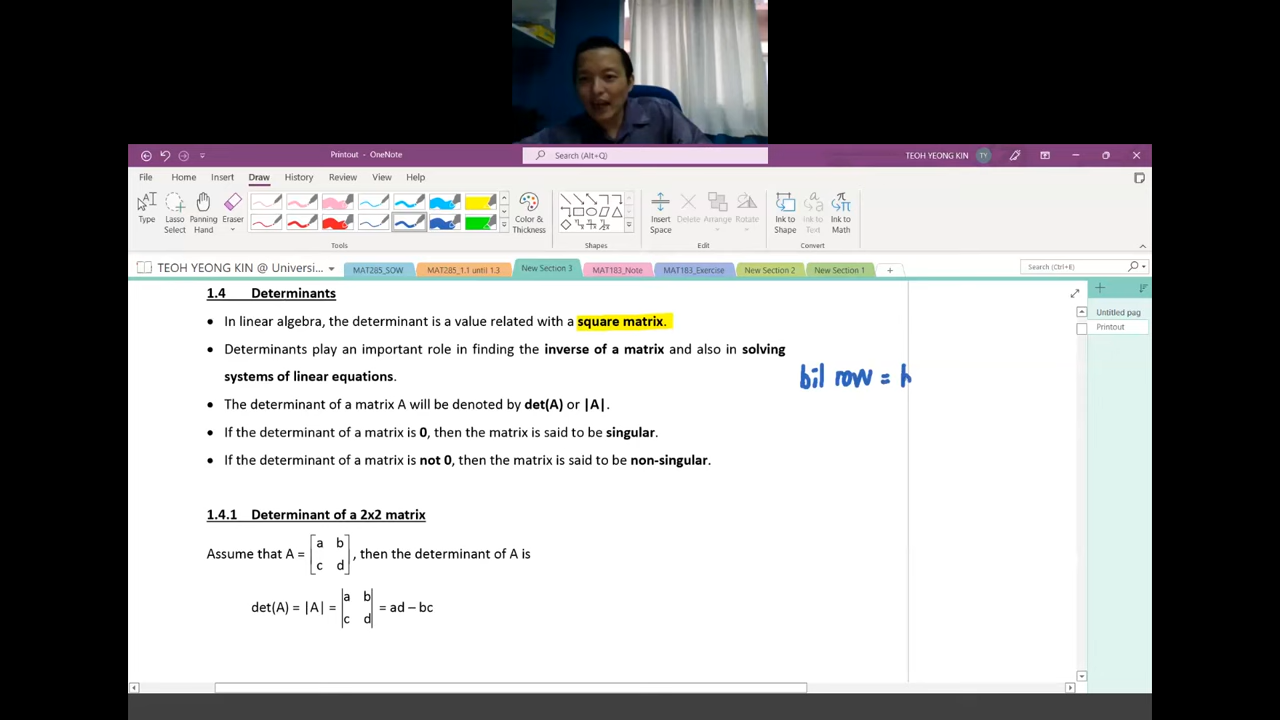 Printout - OneNote
Search (Alt+Q)
TEOH YEONG KIN
TY
File Home Insert Draw History Review View Help
Type
Lasso Select
Panning Hand
Eraser
Color & Thickness
Insert Space
Delete
Arrange
Rotate
Ink to Shape
Ink to Text
Ink to Math
Tools
Shapes
Edit
Convert
TEOH YEONG KIN @ Universi...
MAT285_SOW
MAT285_1.1 until 1.3
New Section 3
MAT183_Note
MAT183_Exercise
New Section 2
New Section 1
+
Search (Ctrl+E)
Untitled pag
Printout
1.4 Determinants
• In linear algebra, the determinant is a value related with a square matrix.
• Determinants play an important role in finding the inverse of a matrix and also in solving
systems of linear equations.
bil row = b
• The determinant of a matrix A will be denoted by det(A) or |A|.
• If the determinant of a matrix is 0, then the matrix is said to be singular.
• If the determinant of a matrix is not 0, then the matrix is said to be non-singular.
1.4.1 Determinant of a 2x2 matrix
Assume that A = [a b
c d], then the determinant of A is
det(A) = |A| = |a b
c d| = ad – bc